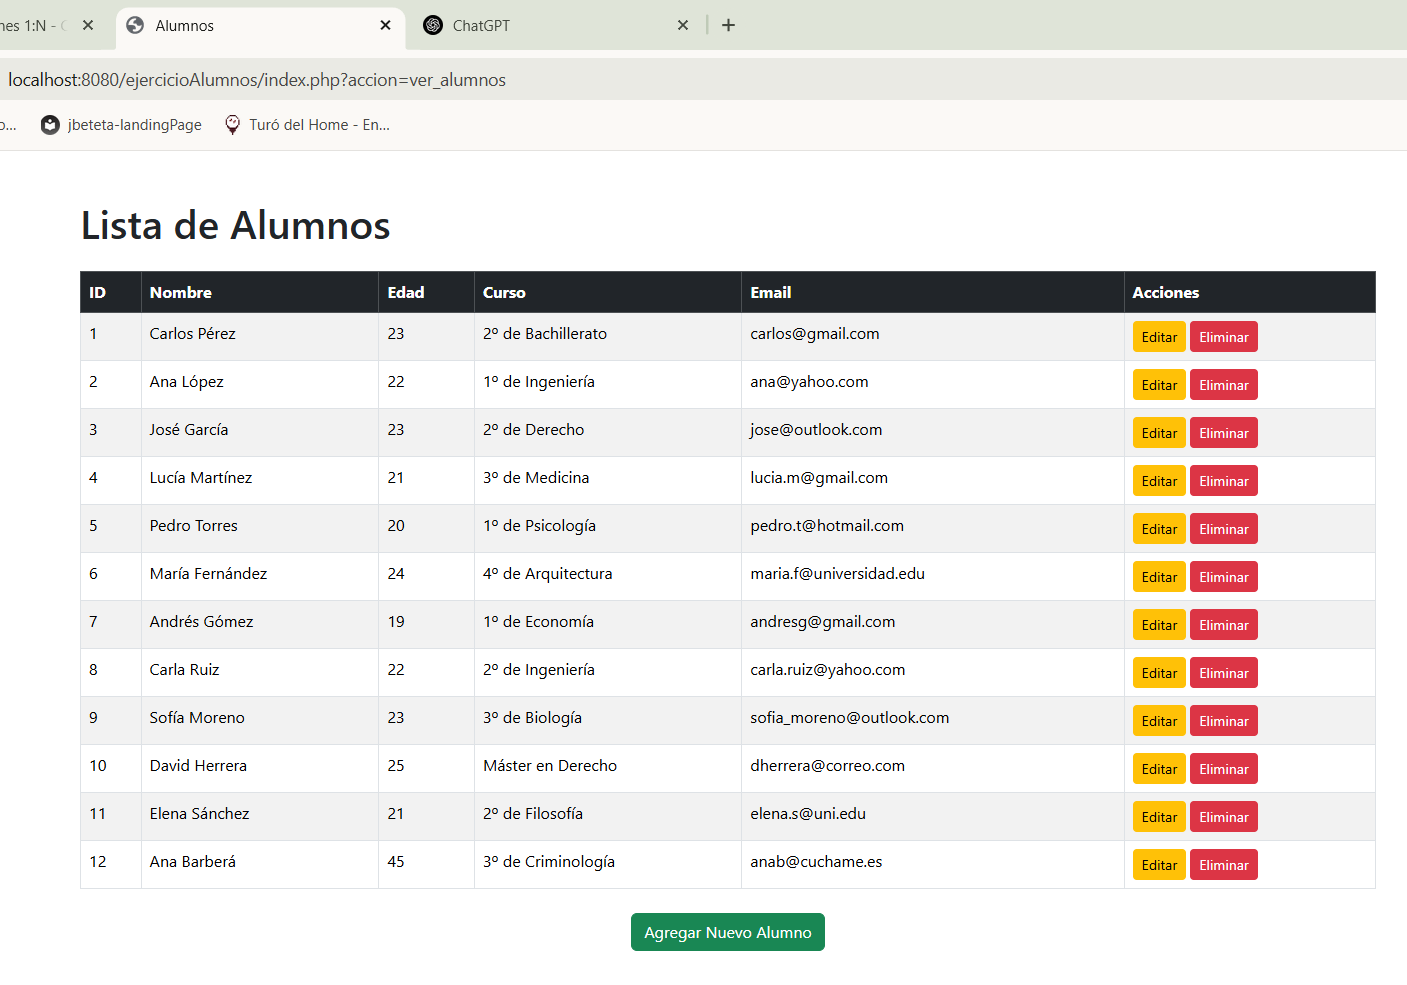 nes 1:N - Alumnos ChatGPT
localhost:8080/ejercicioAlumnos/index.php?accion=ver_alumnos
o... jbeteta-landingPage Turó del Home - En...
Lista de Alumnos
ID Nombre Edad Curso Email Acciones
1 Carlos Pérez 23 2º de Bachillerato carlos@gmail.com Editar Eliminar
2 Ana López 22 1º de Ingeniería ana@yahoo.com Editar Eliminar
3 José García 23 2º de Derecho jose@outlook.com Editar Eliminar
4 Lucía Martínez 21 3º de Medicina lucia.m@gmail.com Editar Eliminar
5 Pedro Torres 20 1º de Psicología pedro.t@hotmail.com Editar Eliminar
6 María Fernández 24 4º de Arquitectura maria.f@universidad.edu Editar Eliminar
7 Andrés Gómez 19 1º de Economía andresg@gmail.com Editar Eliminar
8 Carla Ruiz 22 2º de Ingeniería carla.ruiz@yahoo.com Editar Eliminar
9 Sofía Moreno 23 3º de Biología sofia_moreno@outlook.com Editar Eliminar
10 David Herrera 25 Máster en Derecho dherrera@correo.com Editar Eliminar
11 Elena Sánchez 21 2º de Filosofía elena.s@uni.edu Editar Eliminar
12 Ana Barberá 45 3º de Criminología anab@cuchame.es Editar Eliminar
Agregar Nuevo Alumno